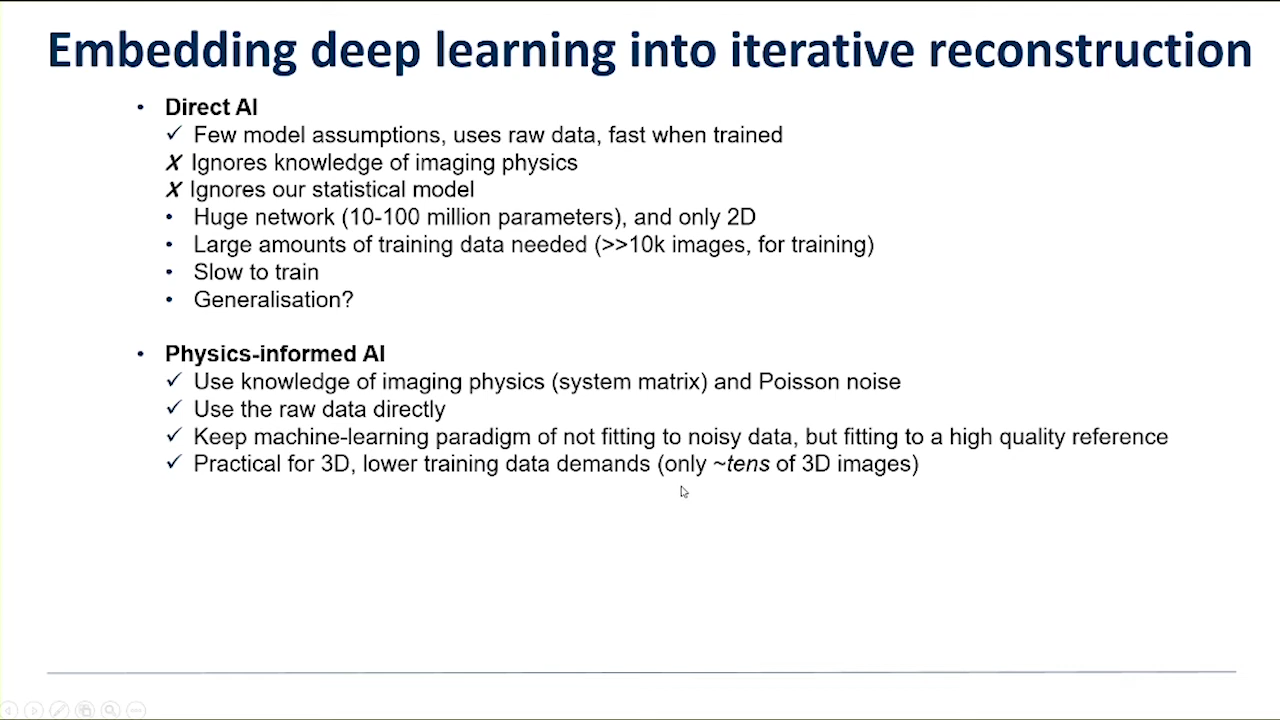 Embedding deep learning into iterative reconstruction
• Direct AI
✓ Few model assumptions, uses raw data, fast when trained
✗ Ignores knowledge of imaging physics
✗ Ignores our statistical model
• Huge network (10-100 million parameters), and only 2D
• Large amounts of training data needed (>>10k images, for training)
• Slow to train
• Generalisation?
• Physics-informed AI
✓ Use knowledge of imaging physics (system matrix) and Poisson noise
✓ Use the raw data directly
✓ Keep machine-learning paradigm of not fitting to noisy data, but fitting to a high quality reference
✓ Practical for 3D, lower training data demands (only ~tens of 3D images)